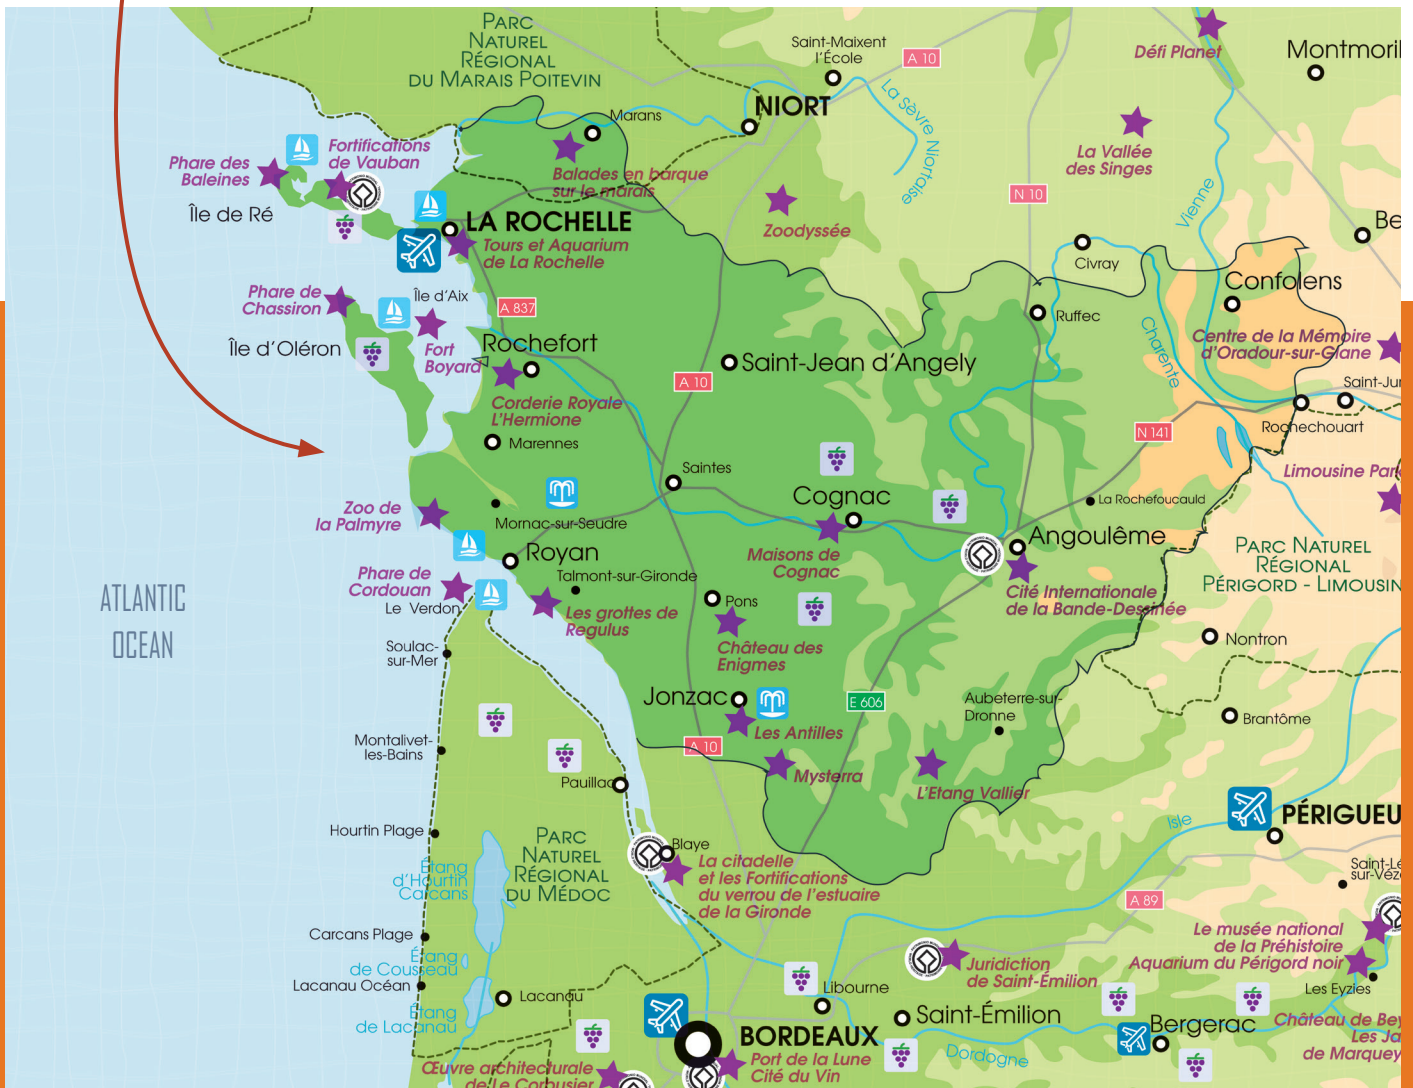 PARC
NATUREL
RÉGIONAL
DU MARAIS POITEVIN
Saint-Maixent
l'École
A 10
Défi Planet
Montmoril
NIORT
Marans
La Sèvre Niortaise
La Vallée
des Singes
Phare des
Baleines
Fortifications
de Vauban
Balades en barque
sur le marais
Île de Ré
LA ROCHELLE
Tours et Aquarium
de La Rochelle
Zoodyssée
N 10
Vienne
Be
Civray
Phare de
Chassiron
Île d'Aix
A 837
Confolens
Ruffec
Charente
Île d'Oléron
Fort
Boyard
Rochefort
Saint-Jean d'Angely
Centre de la Mémoire
d'Oradour-sur-Glane
Corderie Royale
L'Hermione
A 10
Saint-Ju
Rochechouart
N 141
Marennes
Saintes
Limousine Par
Cognac
La Rochefoucauld
Zoo de
la Palmyre
Mornac-sur-Seudre
Angoulême
PARC NATUREL
RÉGIONAL
PÉRIGORD - LIMOUSIN
Royan
Maisons de
Cognac
Phare de
Cordouan
Le Verdon
Talmont-sur-Gironde
Les grottes de
Regulus
Pons
Château des
Enigmes
Cité Internationale
de la Bande-Dessinée
ATLANTIC
OCEAN
Soulac-
sur-Mer
Nontron
Jonzac
E 606
Aubeterre-sur-
Dronne
Les Antilles
Brantôme
Montalivet-
les-Bains
A 10
Mysterra
L'Etang Vallier
Pauillac
Isle
PÉRIGUEU
Hourtin Plage
PARC
NATUREL
RÉGIONAL
DU MÉDOC
Blaye
La citadelle
et les Fortifications
du verrou de l'estuaire
de la Gironde
Étang
d'Hourtin
Carcans
Saint-Lé
sur-Véz
A 89
Carcans Plage
Étang
de Cousseau
Lacanau Océan
Étang
de Lacanau
Lacanau
Le musée national
de la Préhistoire
Aquarium du Périgord noir
Les Eyzies
Juridiction
de Saint-Émilion
Libourne
Saint-Émilion
Bergerac
Château de Bey
Les Ja
de Marquey
BORDEAUX
Port de la Lune
Cité du Vin
Dordogne
Œuvre architecturale
de Le Corbusier